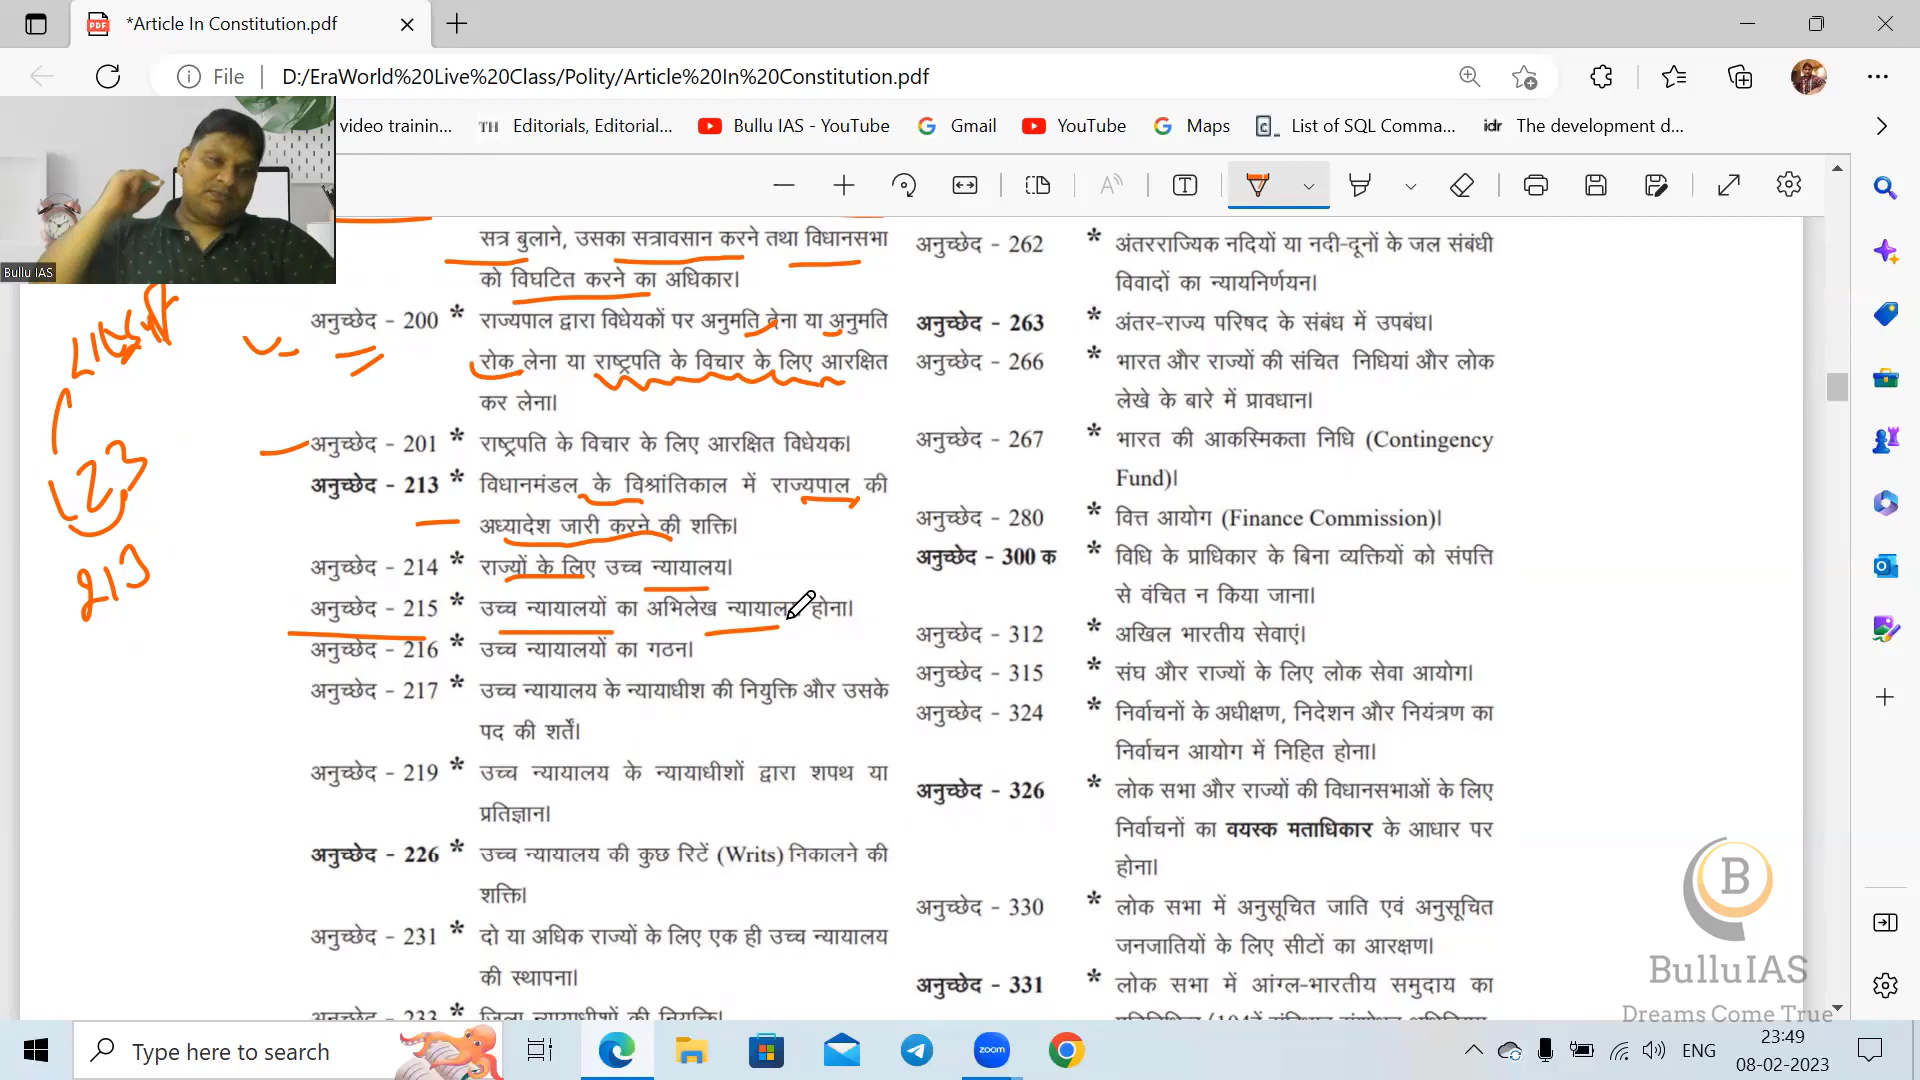 *Article In Constitution.pdf
File
D:/EraWorld%20Live%20Class/Polity/Article%20In%20Constitution.pdf
video trainin...
TH Editorials, Editorial...
Bullu IAS - YouTube
Gmail
YouTube
Maps
List of SQL Comma...
idr The development d...
Bullu IAS
सत्र बुलाने, उसका सत्रावसान करने तथा विधानसभा
को विघटित करने का अधिकार।
अनुच्छेद - 200 * राज्यपाल द्वारा विधेयकों पर अनुमति देना या अनुमति
रोक लेना या राष्ट्रपति के विचार के लिए आरक्षित
कर लेना।
अनुच्छेद - 201 * राष्ट्रपति के विचार के लिए आरक्षित विधेयक।
अनुच्छेद - 213 * विधानमंडल के विश्रांतिकाल में राज्यपाल की
अध्यादेश जारी करने की शक्ति।
अनुच्छेद - 214 * राज्यों के लिए उच्च न्यायालय।
अनुच्छेद - 215 * उच्च न्यायालयों का अभिलेख न्यायालय होना।
अनुच्छेद - 216 * उच्च न्यायालयों का गठन।
अनुच्छेद - 217 * उच्च न्यायालय के न्यायाधीश की नियुक्ति और उसके
पद की शर्तें।
अनुच्छेद - 219 * उच्च न्यायालय के न्यायाधीशों द्वारा शपथ या
प्रतिज्ञान।
अनुच्छेद - 226 * उच्च न्यायालय की कुछ रिटें (Writs) निकालने की
शक्ति।
अनुच्छेद - 231 * दो या अधिक राज्यों के लिए एक ही उच्च न्यायालय
की स्थापना।
अनुच्छेद - 233 * जिला न्यायाधीशों की नियुक्ति।
123
213
अनुच्छेद - 262 * अंतरराज्यिक नदियों या नदी-दूनों के जल संबंधी
विवादों का न्यायनिर्णयन।
अनुच्छेद - 263 * अंतर-राज्य परिषद के संबंध में उपबंध।
अनुच्छेद - 266 * भारत और राज्यों की संचित निधियां और लोक
लेखे के बारे में प्रावधान।
अनुच्छेद - 267 * भारत की आकस्मिकता निधि (Contingency
Fund)।
अनुच्छेद - 280 * वित्त आयोग (Finance Commission)।
अनुच्छेद - 300 क * विधि के प्राधिकार के बिना व्यक्तियों को संपत्ति
से वंचित न किया जाना।
अनुच्छेद - 312 * अखिल भारतीय सेवाएं।
अनुच्छेद - 315 * संघ और राज्यों के लिए लोक सेवा आयोग।
अनुच्छेद - 324 * निर्वाचनों के अधीक्षण, निदेशन और नियंत्रण का
निर्वाचन आयोग में निहित होना।
अनुच्छेद - 326 * लोक सभा और राज्यों की विधानसभाओं के लिए
निर्वाचनों का वयस्क मताधिकार के आधार पर
होना।
अनुच्छेद - 330 * लोक सभा में अनुसूचित जाति एवं अनुसूचित
जनजातियों के लिए सीटों का आरक्षण।
अनुच्छेद - 331 * लोक सभा में आंग्ल-भारतीय समुदाय का
B
BulluIAS
Dreams Come True
Type here to search
zoom
ENG
23:49
08-02-2023